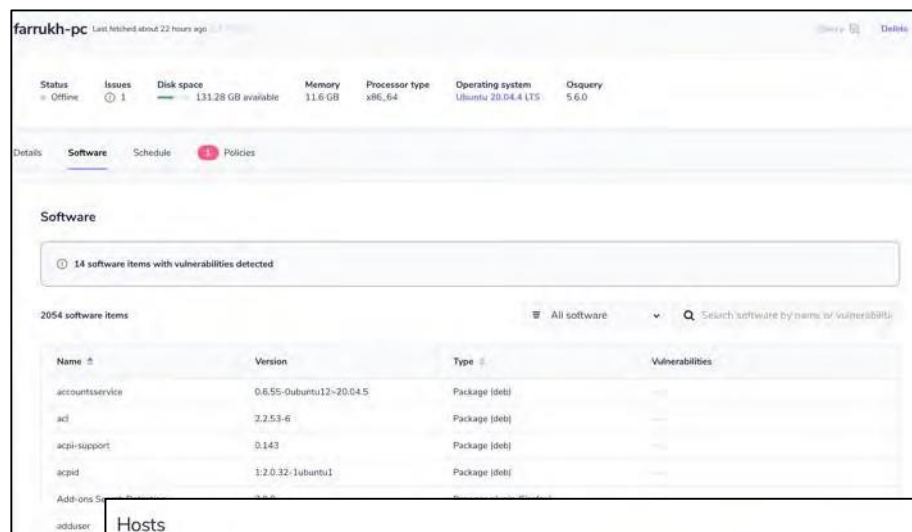 farrukh-pc Last fetched about 22 hours ago
Query Delete
Status Issues Disk space Memory Processor type Operating system Osquery
Offline 1 131.28 GB available 11.6 GB x86_64 Ubuntu 20.04.4 LTS 5.6.0
Details Software Schedule 1 Policies
Software
14 software items with vulnerabilities detected
2054 software items All software Search software by name or vulnerabiliti
Name Version Type Vulnerabilities
accountsservice 0.6.55-0ubuntu12~20.04.5 Package (deb) ---
acl 2.2.53-6 Package (deb) ---
acpi-support 0.143 Package (deb) ---
acpid 1:2.0.32-1ubuntu1 Package (deb) ---
Add-ons
adduser
Hosts